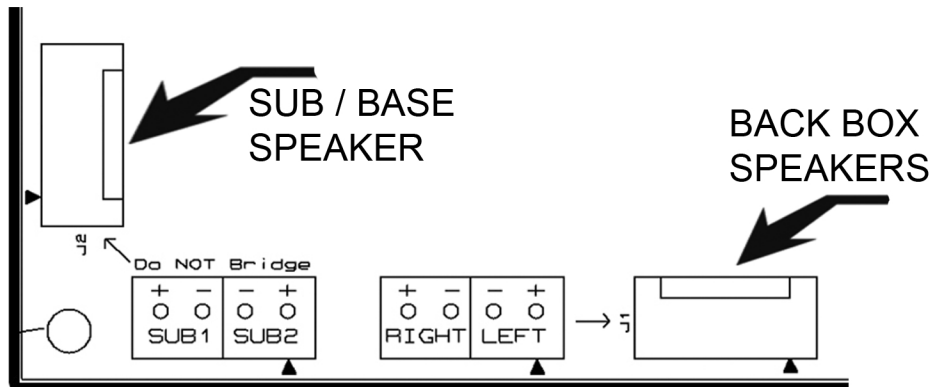 SUB / BASE
SPEAKER
BACK BOX
SPEAKERS
J2
Do NOT Bridge
+ - - +
SUB1 SUB2
+ - - +
RIGHT LEFT
J1